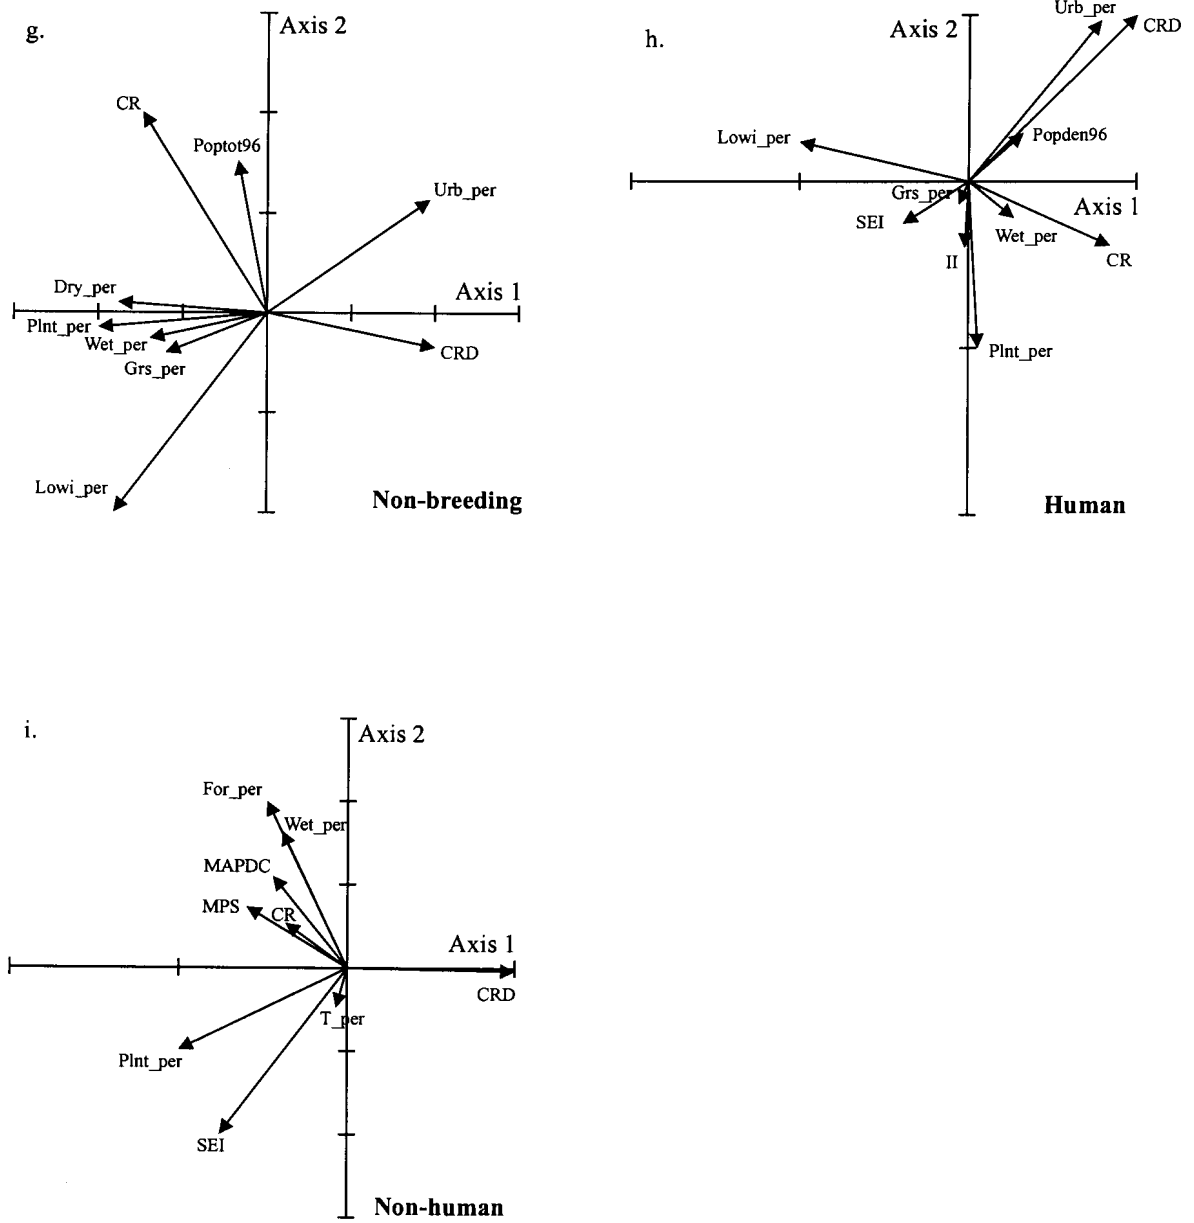 g.
Axis 2
CR
Poptot96
Urb_per
Dry_per
Axis 1
Plnt_per
Wet_per
Grs_per
CRD
Lowi_per
Non-breeding
h.
Urb_per
Axis 2
CRD
Lowi_per
Popden96
Grs_per
Axis 1
SEI
Wet_per
II
CR
Plnt_per
Human
i.
Axis 2
For_per
Wet_per
MAPDC
MPS
CR
Axis 1
CRD
T_per
Plnt_per
SEI
Non-human